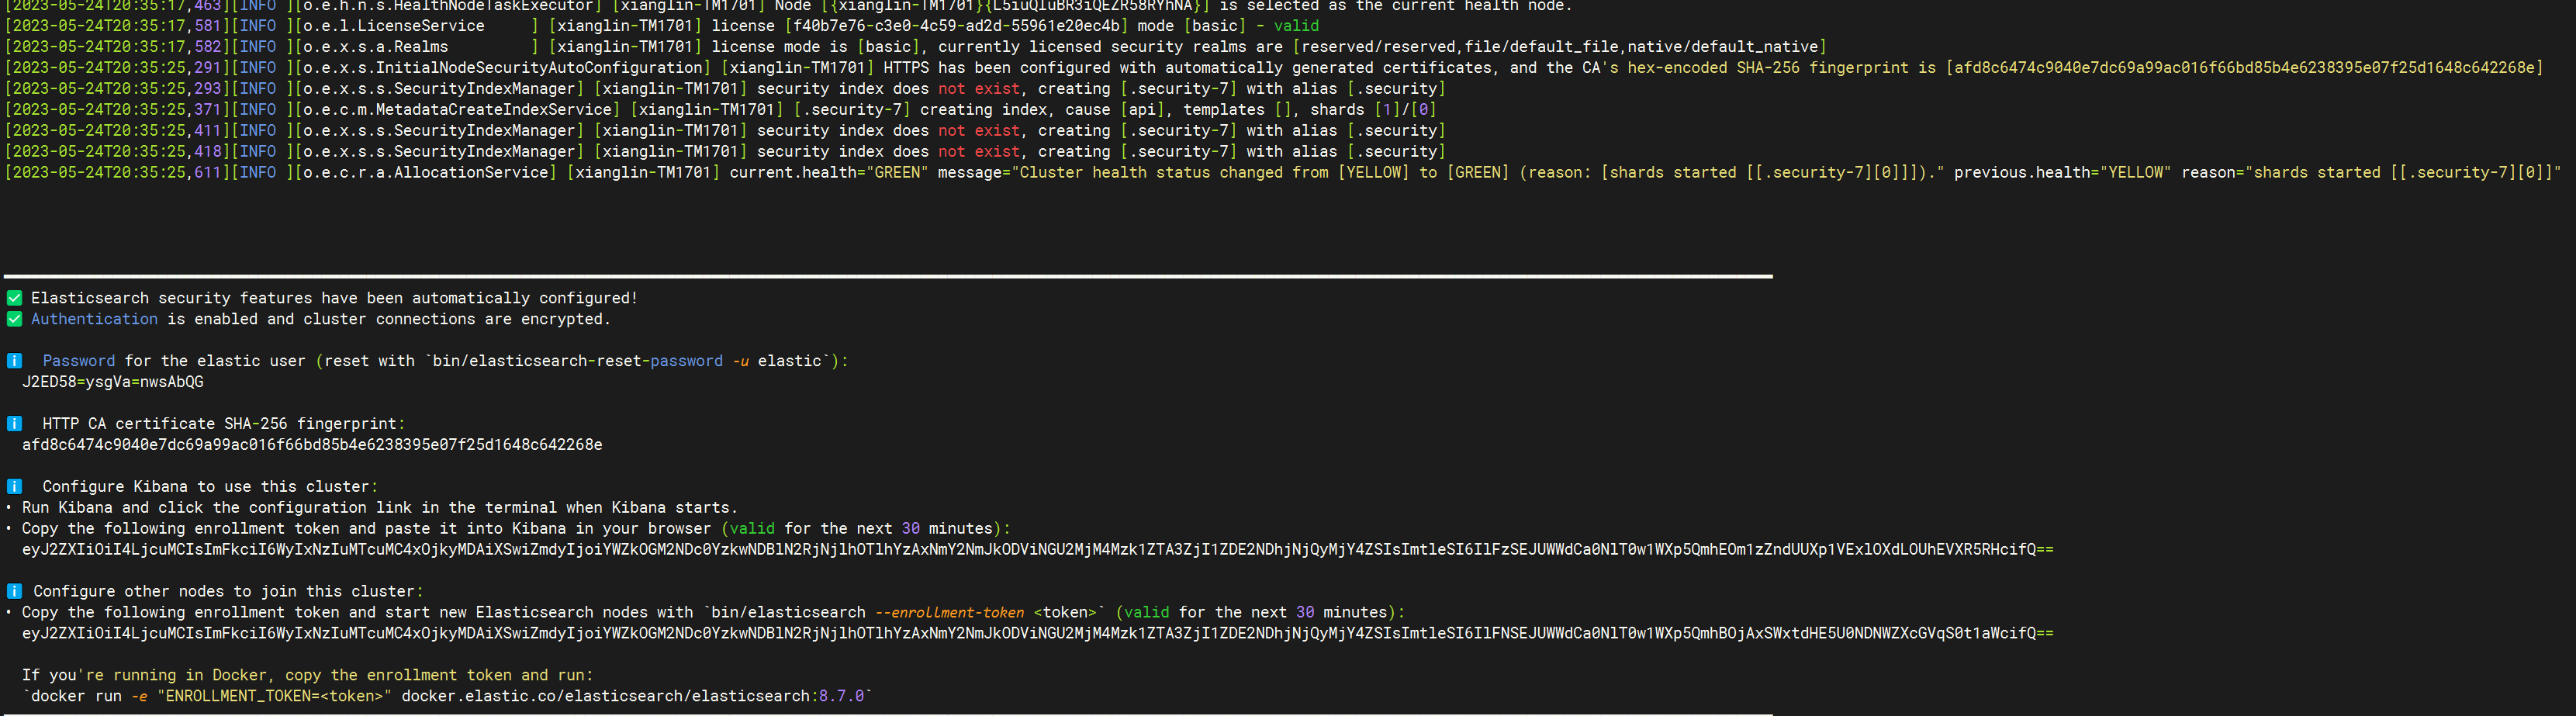 [2023-05-24T20:35:17,463][INFO ][o.e.h.n.s.HealthNodeTaskExecutor] [xianglin-TM1701] Node [{xianglin-TM1701}{L5iuQIuBR3iQEZR58RYhNA}] is selected as the current health node.
[2023-05-24T20:35:17,581][INFO ][o.e.l.LicenseService     ] [xianglin-TM1701] license [f40b7e76-c3e0-4c59-ad2d-55961e20ec4b] mode [basic] - valid
[2023-05-24T20:35:17,582][INFO ][o.e.x.s.a.Realms         ] [xianglin-TM1701] license mode is [basic], currently licensed security realms are [reserved/reserved,file/default_file,native/default_native]
[2023-05-24T20:35:25,291][INFO ][o.e.x.s.InitialNodeSecurityAutoConfiguration] [xianglin-TM1701] HTTPS has been configured with automatically generated certificates, and the CA's hex-encoded SHA-256 fingerprint is [afd8c6474c9040e7dc69a99ac016f66bd85b4e6238395e07f25d1648c642268e]
[2023-05-24T20:35:25,293][INFO ][o.e.x.s.s.SecurityIndexManager] [xianglin-TM1701] security index does not exist, creating [.security-7] with alias [.security]
[2023-05-24T20:35:25,371][INFO ][o.e.c.m.MetadataCreateIndexService] [xianglin-TM1701] [.security-7] creating index, cause [api], templates [], shards [1]/[0]
[2023-05-24T20:35:25,411][INFO ][o.e.x.s.s.SecurityIndexManager] [xianglin-TM1701] security index does not exist, creating [.security-7] with alias [.security]
[2023-05-24T20:35:25,418][INFO ][o.e.x.s.s.SecurityIndexManager] [xianglin-TM1701] security index does not exist, creating [.security-7] with alias [.security]
[2023-05-24T20:35:25,611][INFO ][o.e.c.r.a.AllocationService] [xianglin-TM1701] current.health="GREEN" message="Cluster health status changed from [YELLOW] to [GREEN] (reason: [shards started [[.security-7][0]]])." previous.health="YELLOW" reason="shards started [[.security-7][0]]"
✅ Elasticsearch security features have been automatically configured!
✅ Authentication is enabled and cluster connections are encrypted.
ℹ️ Password for the elastic user (reset with `bin/elasticsearch-reset-password -u elastic`):
J2ED58=ysgVa=nwsAbQG
ℹ️ HTTP CA certificate SHA-256 fingerprint:
afd8c6474c9040e7dc69a99ac016f66bd85b4e6238395e07f25d1648c642268e
ℹ️ Configure Kibana to use this cluster:
• Run Kibana and click the configuration link in the terminal when Kibana starts.
• Copy the following enrollment token and paste it into Kibana in your browser (valid for the next 30 minutes):
eyJ2ZXIiOiI4LjcuMCIsImFkciI6WyIxNzIuMTcuMC4xOjkyMDAiXSwiZmdyIjoiYWZkOGM2NDc0YzkwNDBlN2RjNjlhOTlhYzAxNmY2NmJkODViNGU2MjM4Mzk1ZTA3ZjI1ZDE2NDhjNjQyMjY4ZSIsImtleSI6IlFzSEJUWWdCa0NlT0w1WXp5QmhEOm1zZndUUXp1VExlOXdLOUhEVXR5RHcifQ==
ℹ️ Configure other nodes to join this cluster:
• Copy the following enrollment token and start new Elasticsearch nodes with `bin/elasticsearch --enrollment-token <token>` (valid for the next 30 minutes):
eyJ2ZXIiOiI4LjcuMCIsImFkciI6WyIxNzIuMTcuMC4xOjkyMDAiXSwiZmdyIjoiYWZkOGM2NDc0YzkwNDBlN2RjNjlhOTlhYzAxNmY2NmJkODViNGU2MjM4Mzk1ZTA3ZjI1ZDE2NDhjNjQyMjY4ZSIsImtleSI6IlFNSEJUWWdCa0NlT0w1WXp5QmhBOjAxSWxtdHE5U0NDNWZXcGVqS0t1aWcifQ==
If you're running in Docker, copy the enrollment token and run:
`docker run -e "ENROLLMENT_TOKEN=<token>" docker.elastic.co/elasticsearch/elasticsearch:8.7.0`